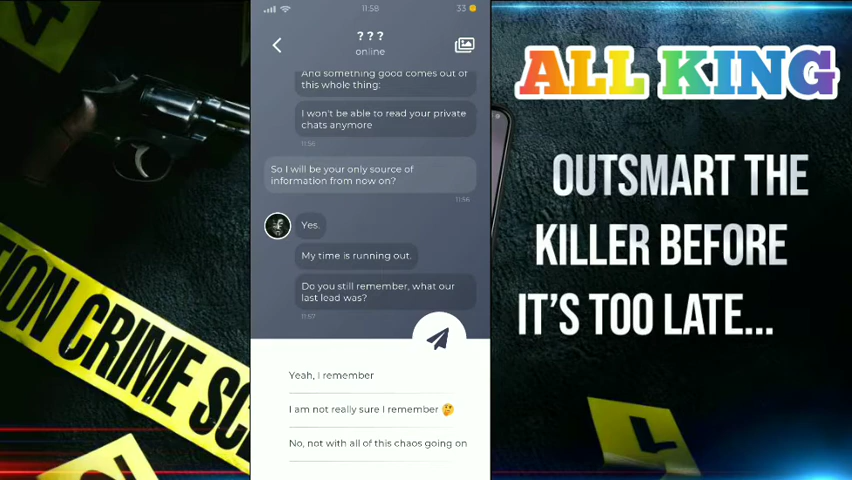 11:58
33
? ? ?
online
And something good comes out of
this whole thing:
I won't be able to read your private
chats anymore
11:56
So I will be your only source of
information from now on?
11:56
Yes.
My time is running out.
Do you still remember, what our
last lead was?
11:57
Yeah, I remember
I am not really sure I remember 🤔
No, not with all of this chaos going on
ALL KING
OUTSMART THE
KILLER BEFORE
IT'S TOO LATE...
ION CRIME SC
4
L